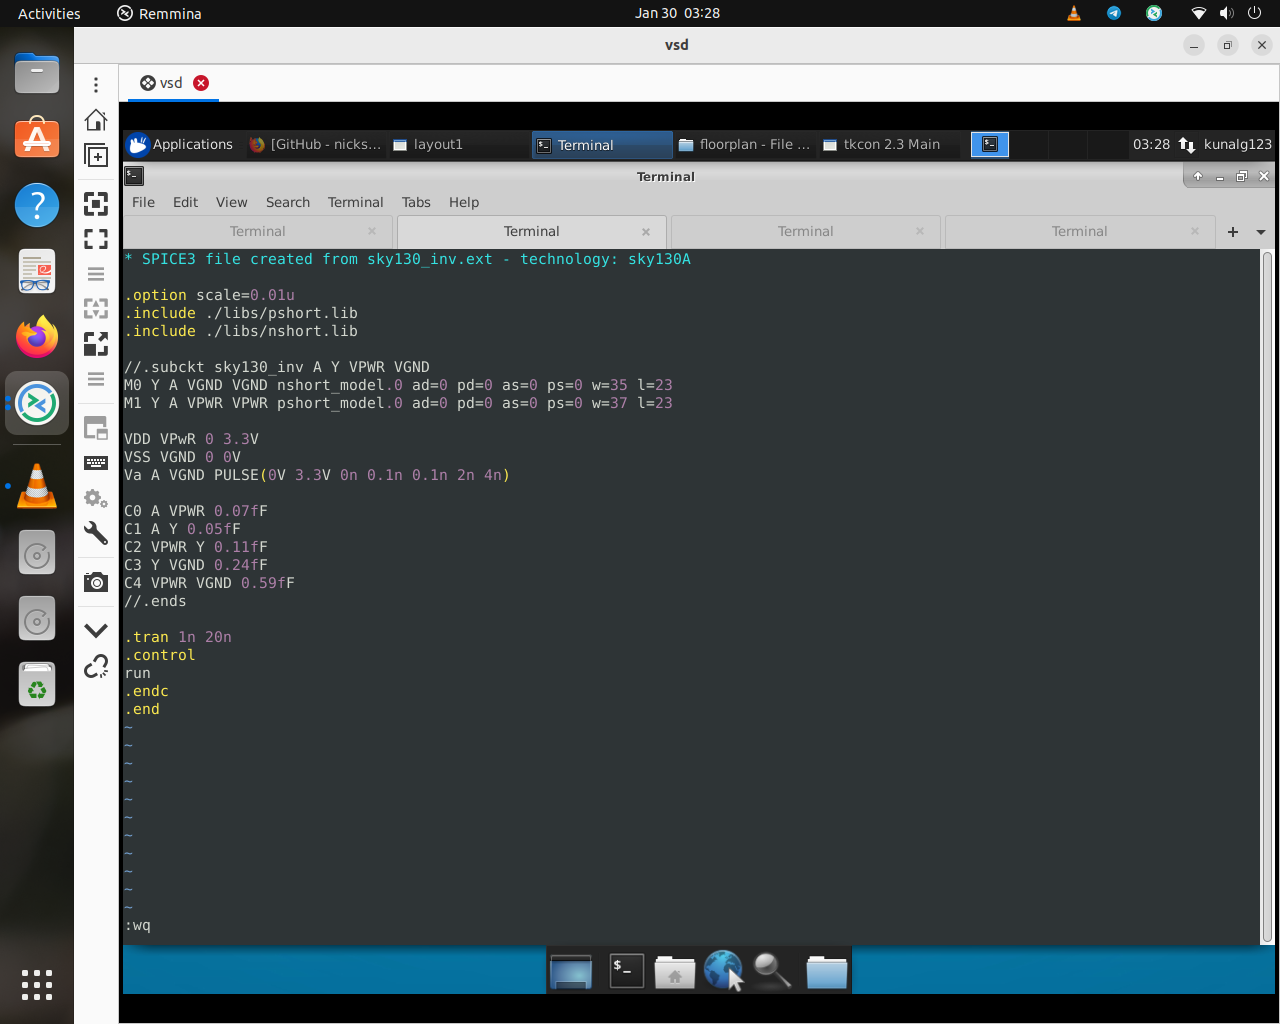 Activities
Remmina
Jan 30 03:28
vsd
vsd
Applications
[GitHub - nicks...
layout1
Terminal
floorplan - File ...
tkcon 2.3 Main
03:28
kunalg123
Terminal
File Edit View Search Terminal Tabs Help
Terminal
Terminal
Terminal
Terminal
* SPICE3 file created from sky130_inv.ext - technology: sky130A
.option scale=0.01u
.include ./libs/pshort.lib
.include ./libs/nshort.lib
//.subckt sky130_inv A Y VPWR VGND
M0 Y A VGND VGND nshort_model.0 ad=0 pd=0 as=0 ps=0 w=35 l=23
M1 Y A VPWR VPWR pshort_model.0 ad=0 pd=0 as=0 ps=0 w=37 l=23
VDD VPwR 0 3.3V
VSS VGND 0 0V
Va A VGND PULSE(0V 3.3V 0n 0.1n 0.1n 2n 4n)
C0 A VPWR 0.07fF
C1 A Y 0.05fF
C2 VPWR Y 0.11fF
C3 Y VGND 0.24fF
C4 VPWR VGND 0.59fF
//.ends
.tran 1n 20n
.control
run
.endc
.end
~
~
~
~
~
~
~
~
~
~
~
:wq